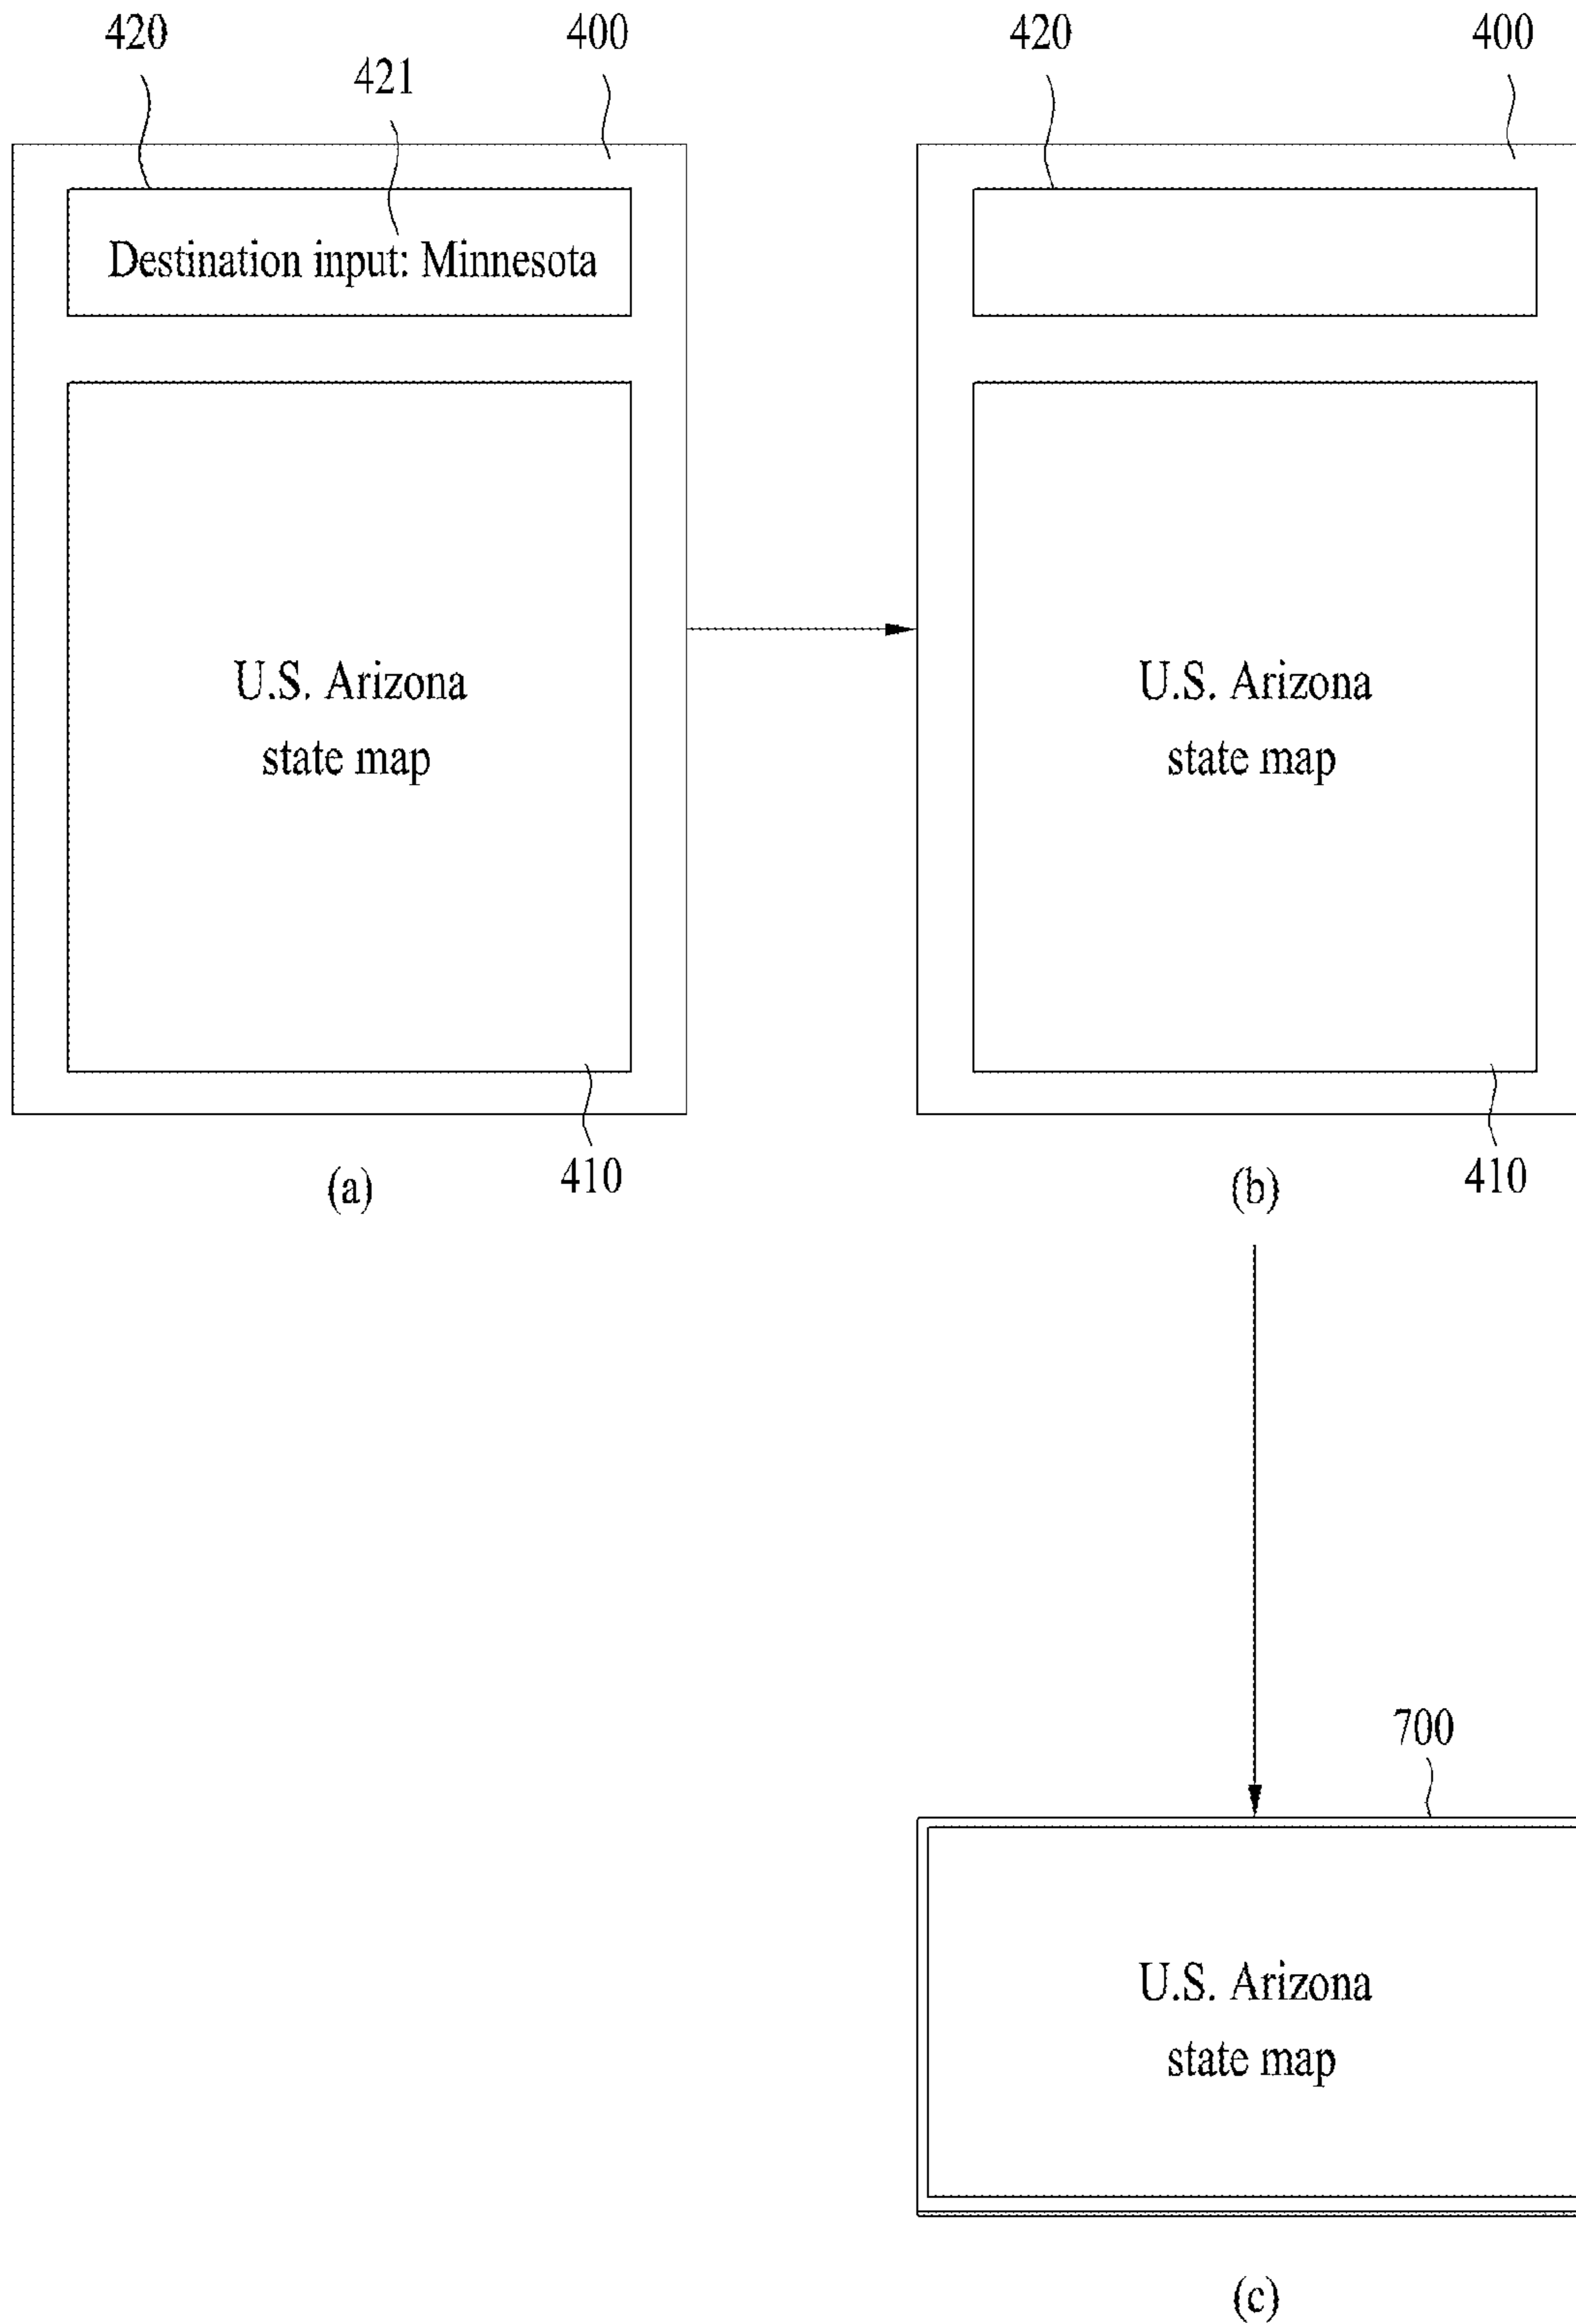 420
400
421
Destination input: Minnesota
U.S. Arizona
state map
410
(a)
420
400
U.S. Arizona
state map
410
(b)
700
U.S. Arizona
state map
(c)